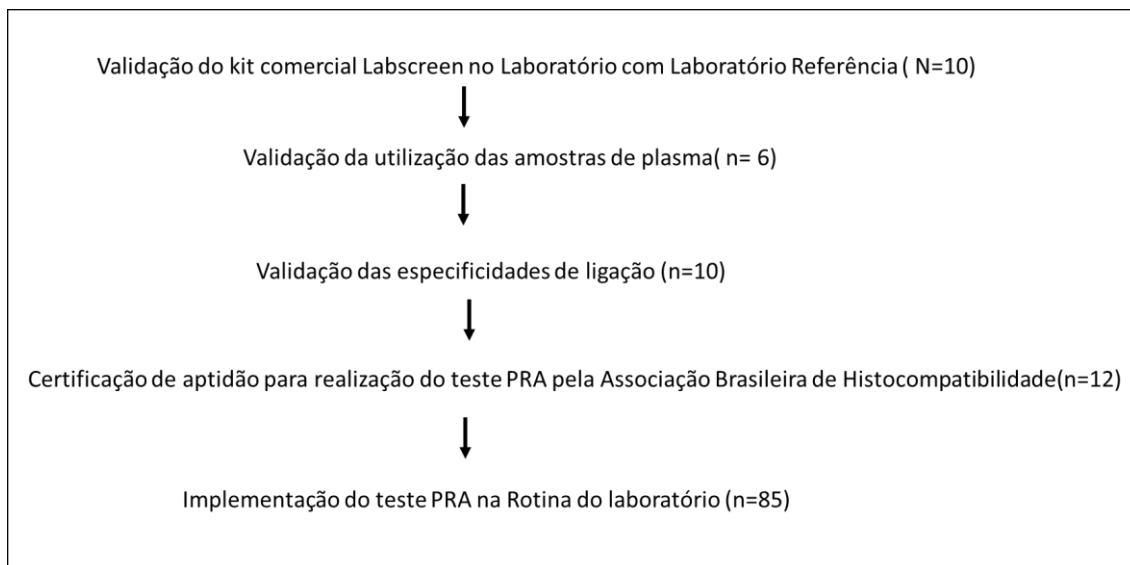 Validação do kit comercial Labscreen no Laboratório com Laboratório Referência ( N=10)
Validação da utilização das amostras de plasma( n= 6)
Validação das especificidades de ligação (n=10)
Certificação de aptidão para realização do teste PRA pela Associação Brasileira de Histocompatibilidade(n=12)
Implementação do teste PRA na Rotina do laboratório (n=85)